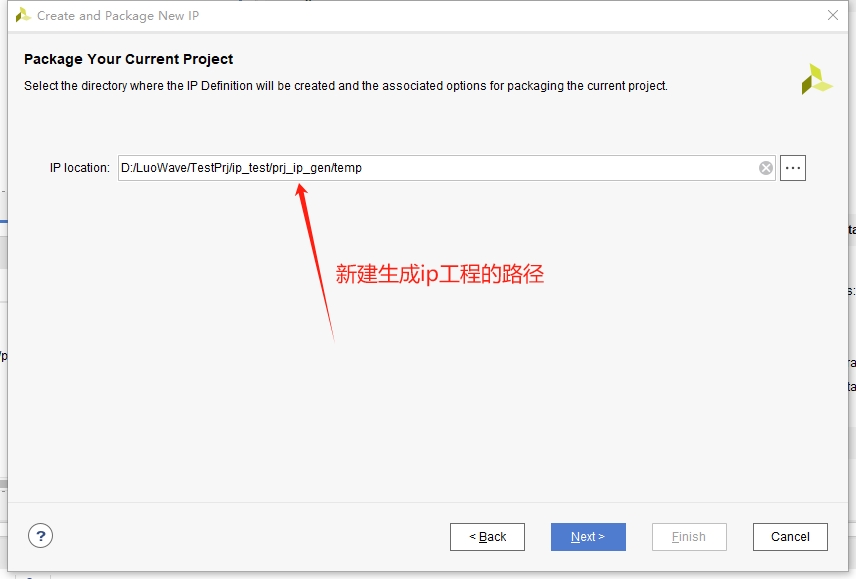 Create and Package New IP
Package Your Current Project
Select the directory where the IP Definition will be created and the associated options for packaging the current project.
IP location: D:/LuoWave/TestPrj/ip_test/prj_ip_gen/temp ...
新建生成ip工程的路径
? < Back Next > Finish Cancel